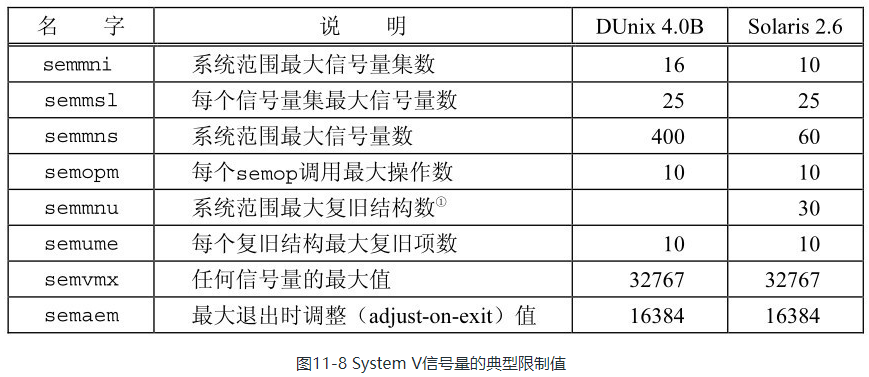 名 字 说 明 DUnix 4.0B Solaris 2.6
semmni 系统范围最大信号量集数 16 10
semmsl 每个信号量集最大信号量数 25 25
semmns 系统范围最大信号量数 400 60
semopm 每个semop调用最大操作数 10 10
semmnu 系统范围最大复旧结构数① 30
semume 每个复旧结构最大复旧项数 10 10
semvmx 任何信号量的最大值 32767 32767
semaem 最大退出时调整（adjust-on-exit）值 16384 16384
图11-8 System V信号量的典型限制值